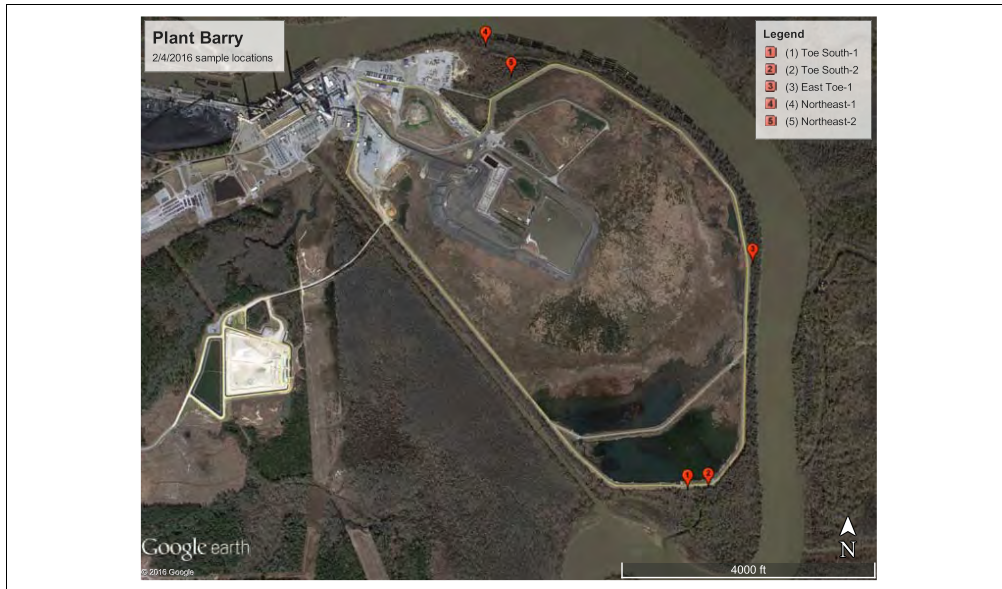 Plant Barry
2/4/2016 sample locations
Legend
1 (1) Toe South-1
2 (2) Toe South-2
3 (3) East Toe-1
4 (4) Northeast-1
5 (5) Northeast-2
4
5
3
1
2
N
Google earth
© 2016 Google
4000 ft